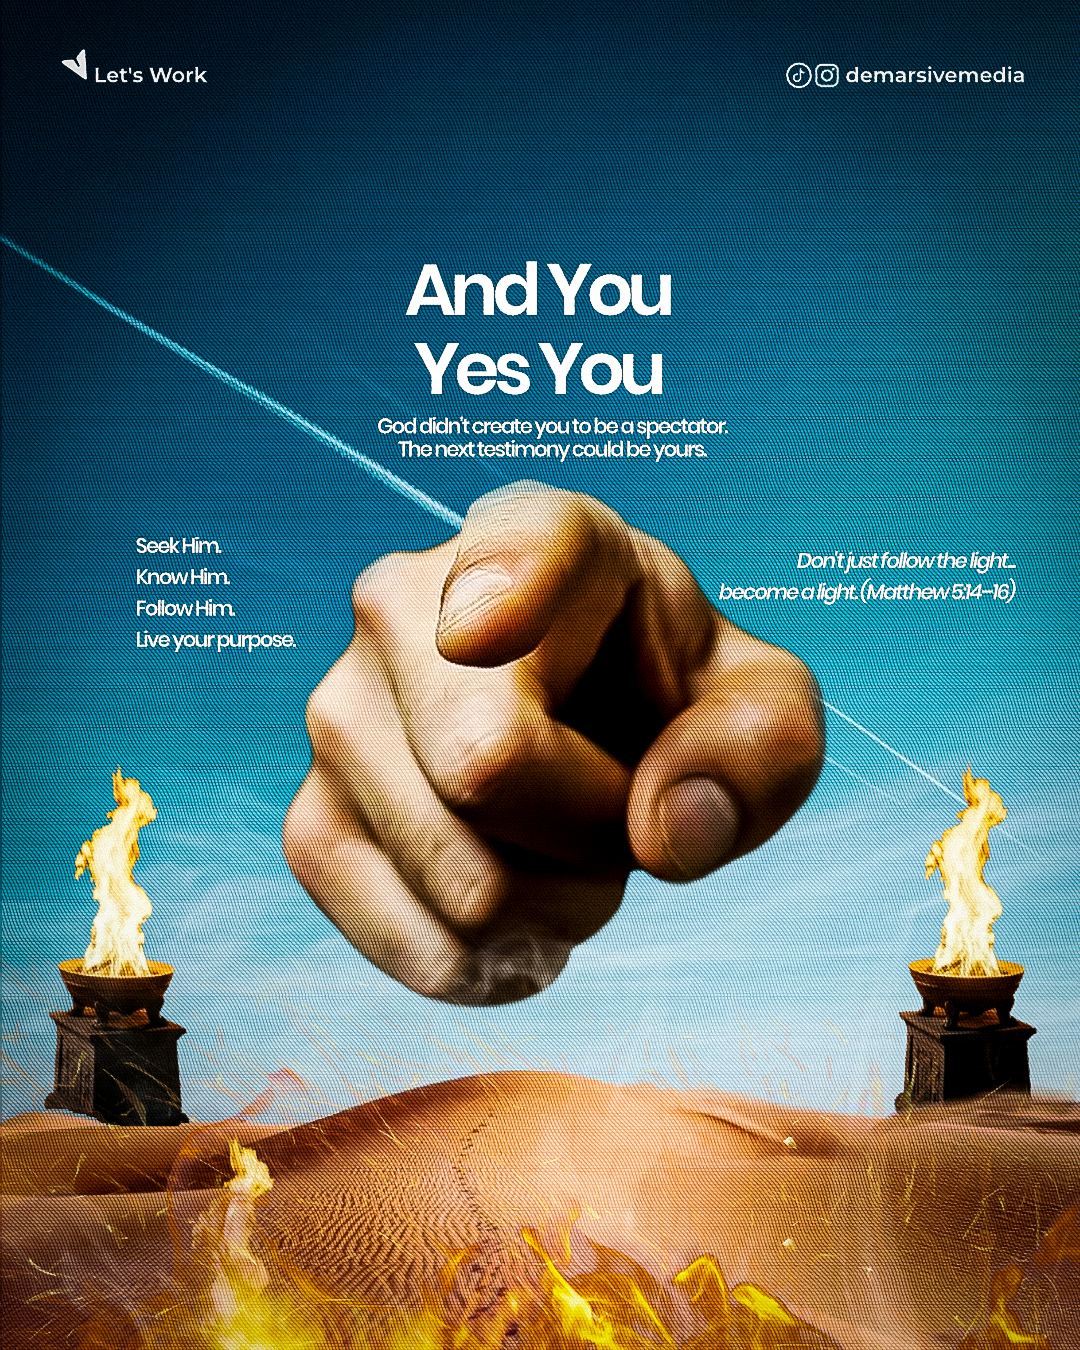 Let's Work
demarsivemedia
And You
Yes You
God didn't create you to be a spectator.
The next testimony could be yours.
Seek Him.
Know Him.
Follow Him.
Live your purpose.
Don't just follow the light...
become a light. (Matthew 5:14–16)